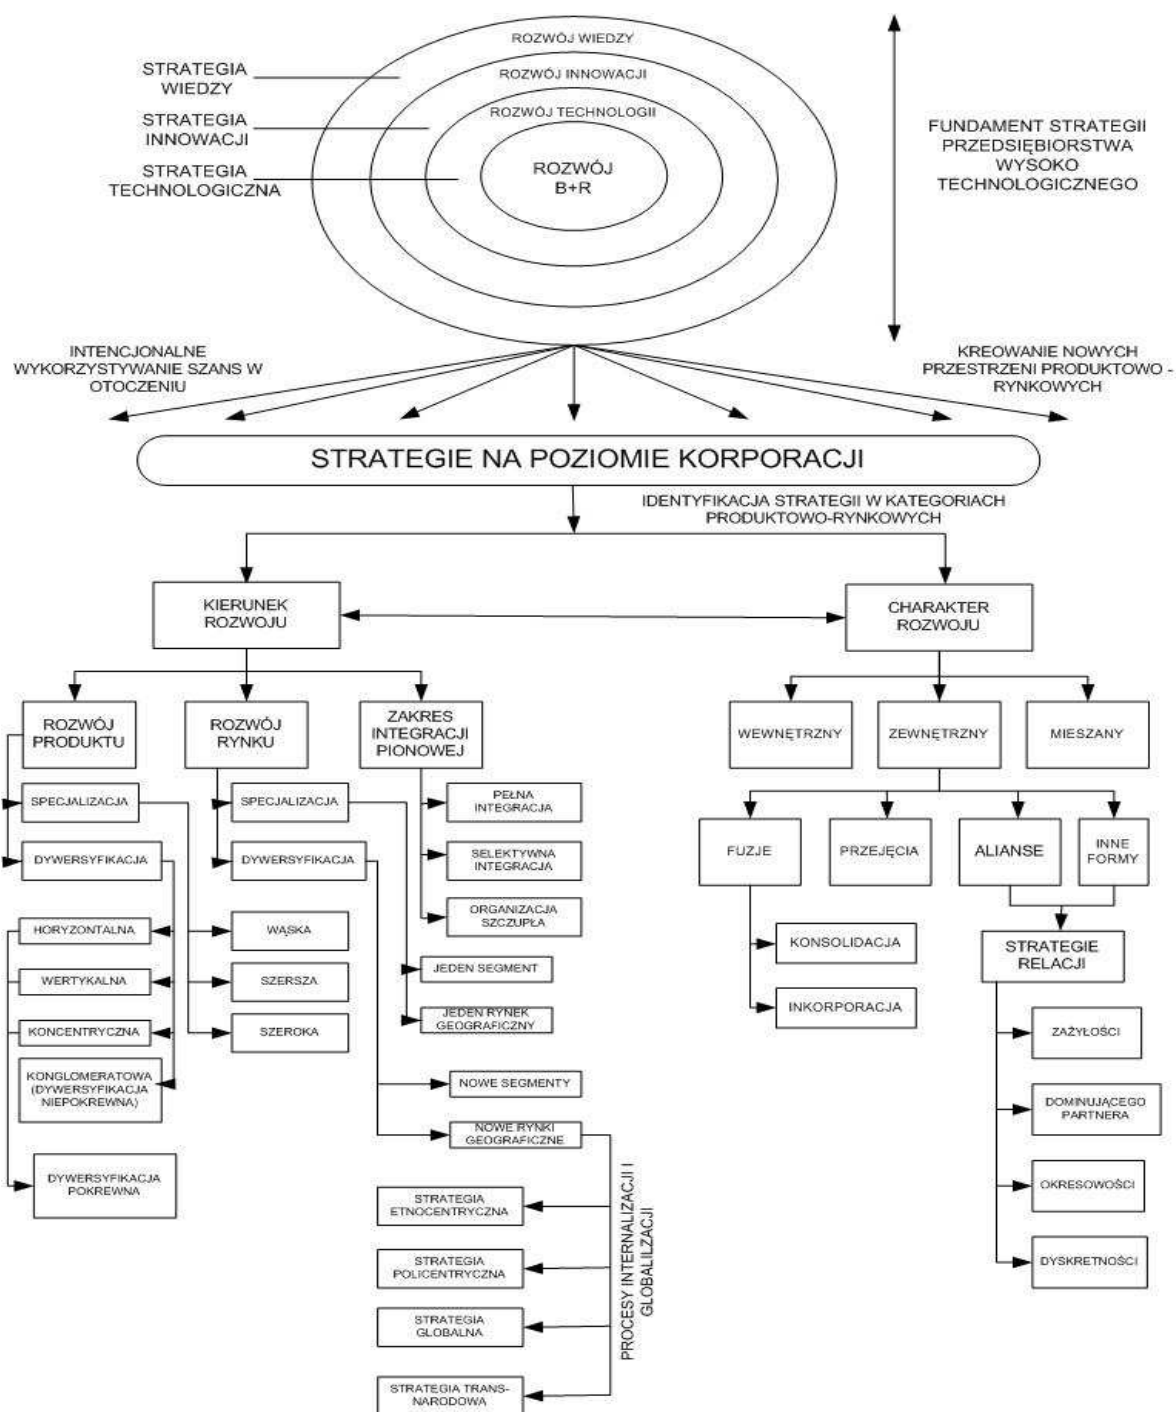 ROZWÓJ WIEDZY
ROZWÓJ INNOWACJI
ROZWÓJ TECHNOLOGII
ROZWÓJ
B+R
STRATEGIA
WIEDZY
STRATEGIA
INNOWACJI
STRATEGIA
TECHNOLOGICZNA
FUNDAMENT STRATEGII
PRZEDSIĘBIORSTWA
WYSOKO
TECHNOLOGICZNEGO
INTENCJONALNE
WYKORZYSTYWANIE SZANS W
OTOCZENIU
KREOWANIE NOWYCH
PRZESTRZENI PRODUKTOWO -
RYNKOWYCH
STRATEGIE NA POZIOMIE KORPORACJI
IDENTYFIKACJA STRATEGII W KATEGORIACH
PRODUKTOWO-RYNKOWYCH
KIERUNEK
ROZWOJU
CHARAKTER
ROZWOJU
ROZWÓJ
PRODUKTU
ROZWÓJ
RYNKU
ZAKRES
INTEGRACJI
PIONOWEJ
WEWNĘTRZNY
ZEWNĘTRZNY
MIESZANY
SPECJALIZACJA
DYWERSYFIKACJA
HORYZONTALNA
WERTYKALNA
KONCENTRYCZNA
KONGLOMERATOWA
(DYWERSYFIKACJA
NIEPOKREWNA)
DYWERSYFIKACJA
POKREWNA
SPECJALIZACJA
DYWERSYFIKACJA
WĄSKA
SZERSZA
SZEROKA
PEŁNA
INTEGRACJA
SELEKTYWNA
INTEGRACJA
ORGANIZACJA
SZCZUPŁA
JEDEN SEGMENT
JEDEN RYNEK
GEOGRAFICZNY
NOWE SEGMENTY
NOWE RYNKI
GEOGRAFICZNE
STRATEGIA
ETNOCENTRYCZNA
STRATEGIA
POLICENTRYCZNA
STRATEGIA
GLOBALNA
STRATEGIA TRANS-
NARODOWA
PROCESY INTERNALIZACJI I
GLOBALILZACJI
FUZJE
PRZEJĘCIA
ALIANSE
INNE
FORMY
KONSOLIDACJA
INKORPORACJA
STRATEGIE
RELACJI
ZAŻYŁOŚCI
DOMINUJĄCEGO
PARTNERA
OKRESOWOŚCI
DYSKRETNOŚCI